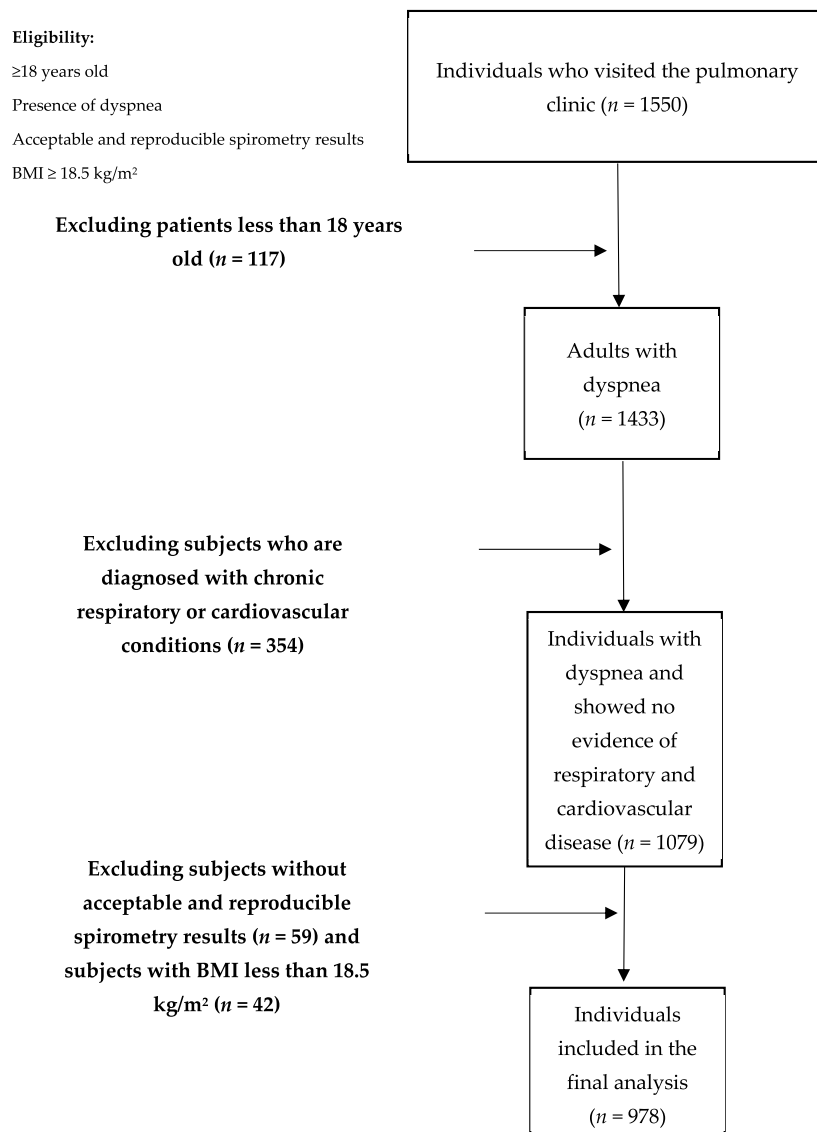 Eligibility:
≥18 years old
Presence of dyspnea
Acceptable and reproducible spirometry results
BMI ≥ 18.5 kg/m²
Individuals who visited the pulmonary
clinic (n = 1550)
Excluding patients less than 18 years
old (n = 117)
Adults with
dyspnea
(n = 1433)
Excluding subjects who are
diagnosed with chronic
respiratory or cardiovascular
conditions (n = 354)
Individuals with
dyspnea and
showed no
evidence of
respiratory and
cardiovascular
disease (n = 1079)
Excluding subjects without
acceptable and reproducible
spirometry results (n = 59) and
subjects with BMI less than 18.5
kg/m² (n = 42)
Individuals
included in the
final analysis
(n = 978)